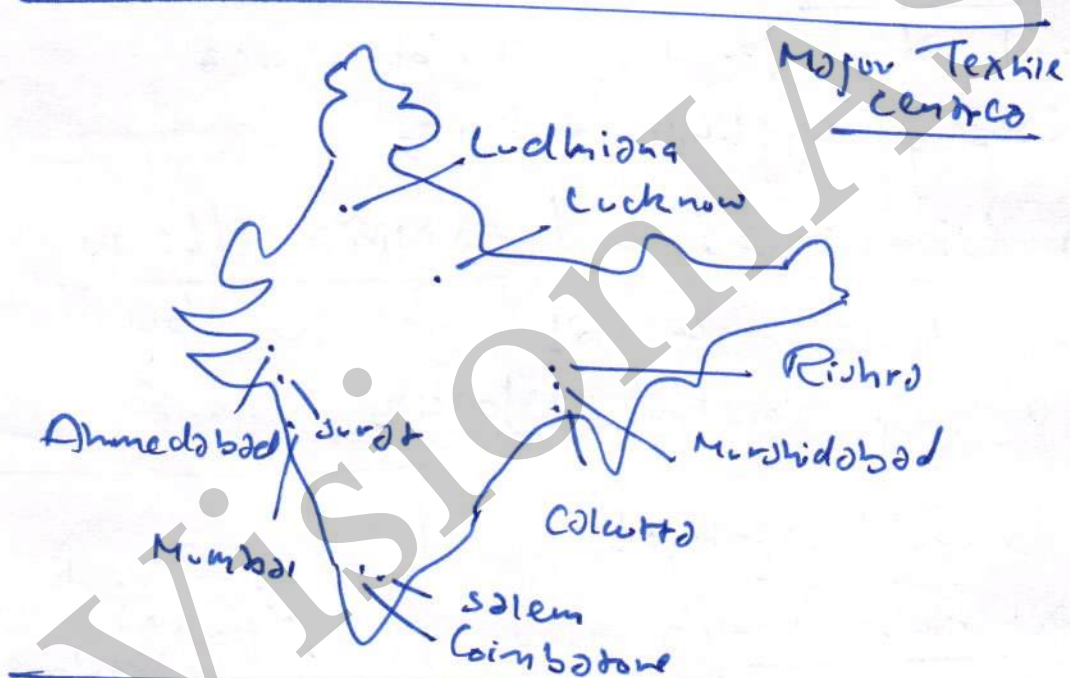 Major Textile
centres
Ludhiana
Lucknow
Rishra
Ahmedabad
Surat
Murshidabad
Calcutta
Mumbai
Salem
Coimbatore
VisionIAS